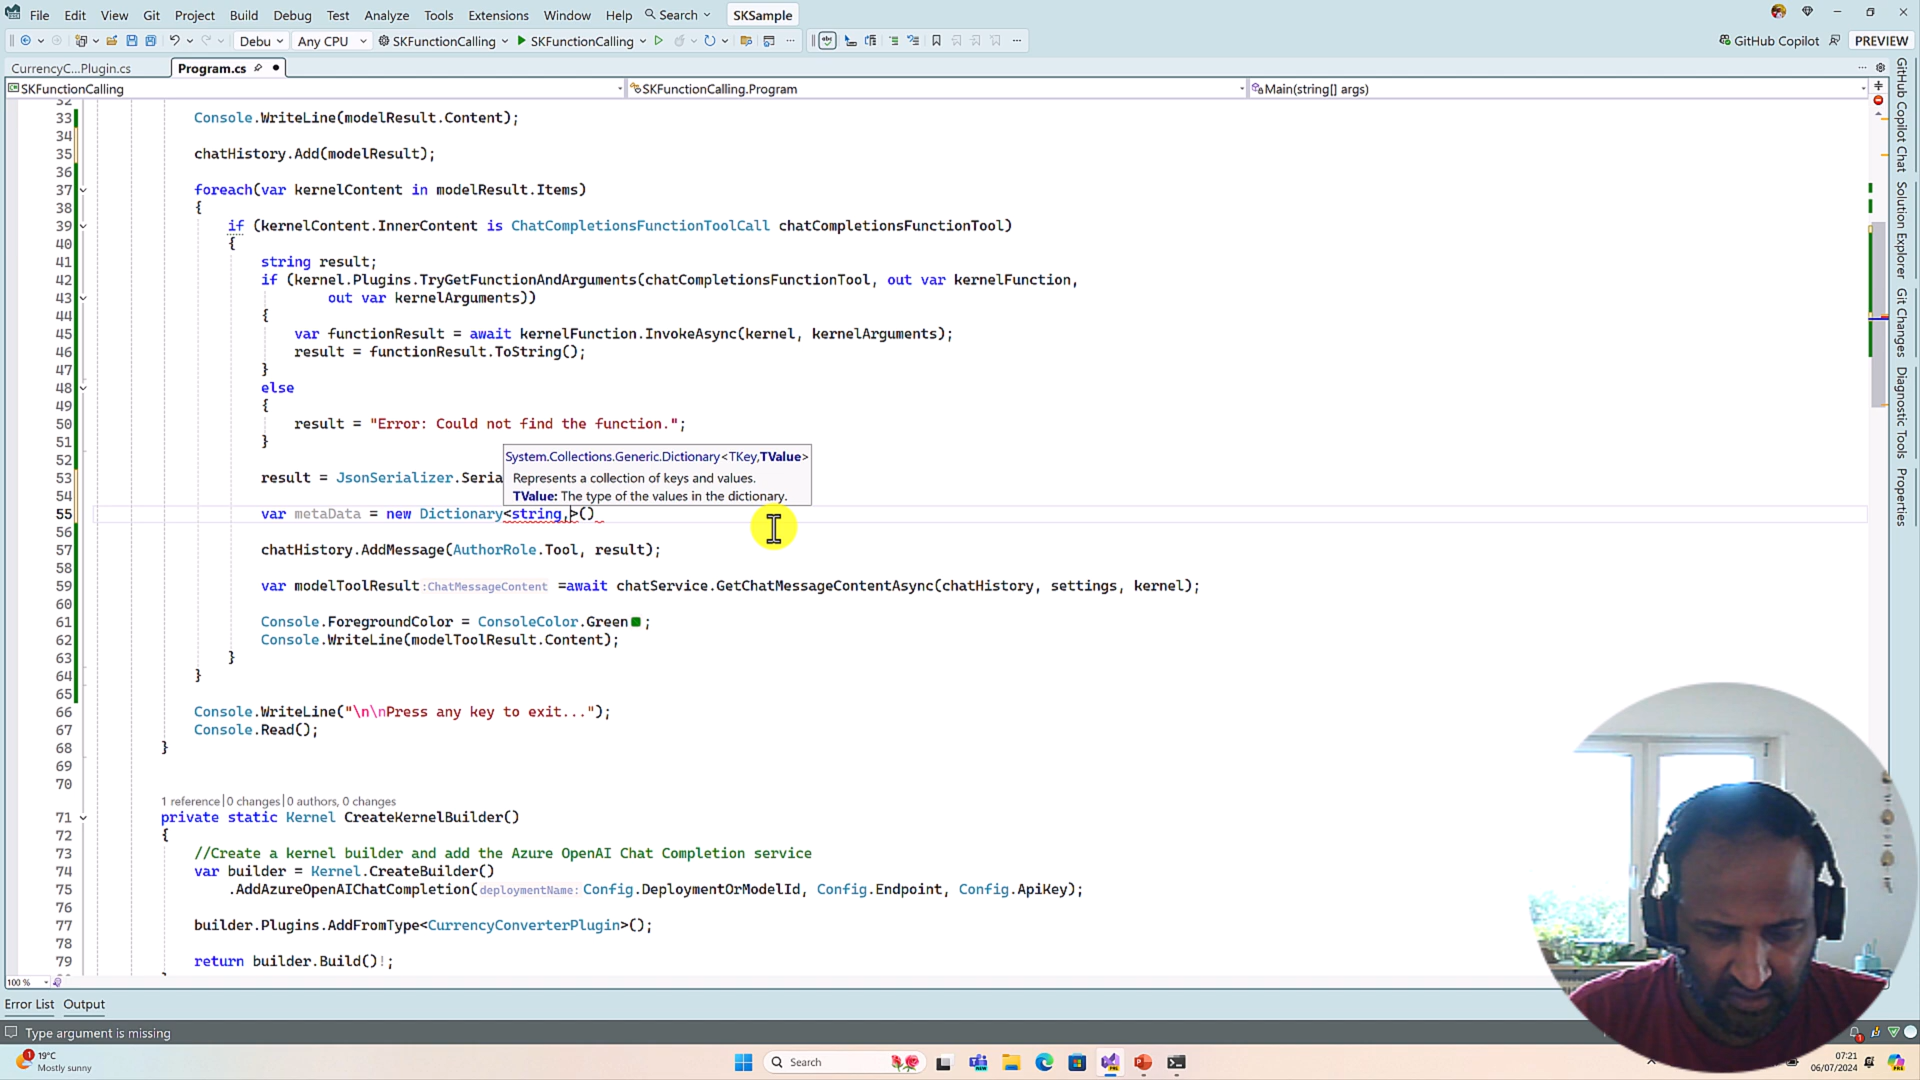 File Edit View Git Project Build Debug Test Analyze Tools Extensions Window Help Search SKSample
Debu Any CPU SKFunctionCalling SKFunctionCalling GitHub Copilot PREVIEW
CurrencyC...Plugin.cs Program.cs
SKFunctionCalling SKFunctionCalling.Program Main(string[] args)
32
33 Console.WriteLine(modelResult.Content);
34
35 chatHistory.Add(modelResult);
36
37 foreach(var kernelContent in modelResult.Items)
38 {
39 if (kernelContent.InnerContent is ChatCompletionsFunctionToolCall chatCompletionsFunctionTool)
40 {
41 string result;
42 if (kernel.Plugins.TryGetFunctionAndArguments(chatCompletionsFunctionTool, out var kernelFunction,
43 out var kernelArguments))
44 {
45 var functionResult = await kernelFunction.InvokeAsync(kernel, kernelArguments);
46 result = functionResult.ToString();
47 }
48 else
49 {
50 result = "Error: Could not find the function.";
51 }
52
System.Collections.Generic.Dictionary<TKey,TValue>
Represents a collection of keys and values.
TValue: The type of the values in the dictionary.
53 result = JsonSerializer.Seria
54
55 var metaData = new Dictionary<string,>()
56
57 chatHistory.AddMessage(AuthorRole.Tool, result);
58
59 var modelToolResult:ChatMessageContent =await chatService.GetChatMessageContentAsync(chatHistory, settings, kernel);
60
61 Console.ForegroundColor = ConsoleColor.Green;
62 Console.WriteLine(modelToolResult.Content);
63 }
64 }
65
66 Console.WriteLine("\n\nPress any key to exit...");
67 Console.Read();
68 }
69
70
1 reference|0 changes|0 authors, 0 changes
71 private static Kernel CreateKernelBuilder()
72 {
73 //Create a kernel builder and add the Azure OpenAI Chat Completion service
74 var builder = Kernel.CreateBuilder()
75 .AddAzureOpenAIChatCompletion(deploymentName: Config.DeploymentOrModelId, Config.Endpoint, Config.ApiKey);
76
77 builder.Plugins.AddFromType<CurrencyConverterPlugin>();
78
79 return builder.Build()!;
100 %
Error List Output
Type argument is missing
GitHub Copilot Chat
Solution Explorer
Git Changes
Diagnostic Tools
Properties
1
19°C
Mostly sunny
Search
07:21
06/07/2024